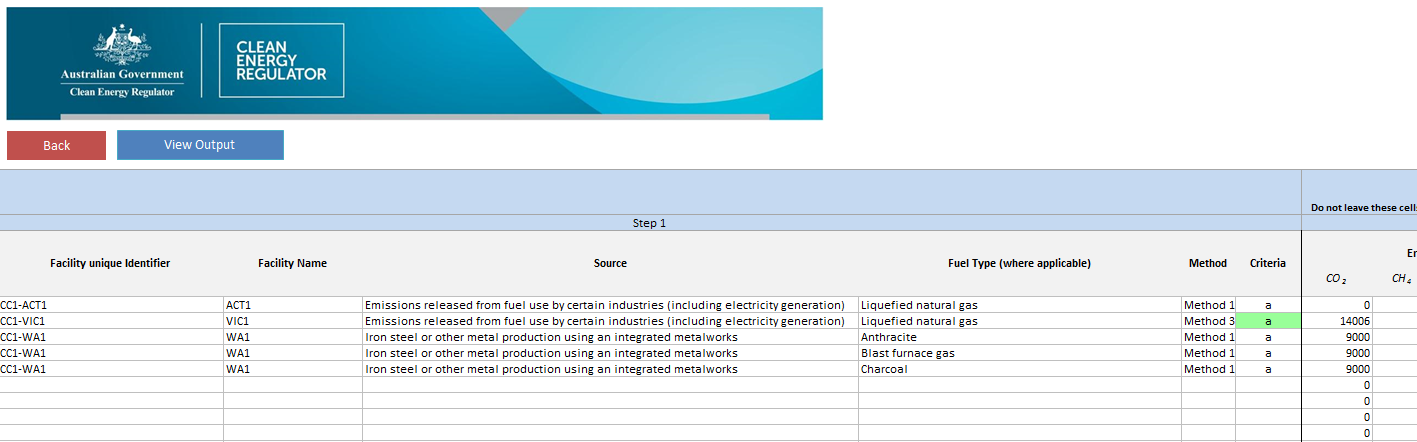 Australian Government
Clean Energy Regulator
CLEAN
ENERGY
REGULATOR
Back
View Output
Do not leave these cells
Step 1
Facility unique Identifier Facility Name Source Fuel Type (where applicable) Method Criteria
CO 2 CH 4
CC1-ACT1 ACT1 Emissions released from fuel use by certain industries (including electricity generation) Liquefied natural gas Method 1 a 0
CC1-VIC1 VIC1 Emissions released from fuel use by certain industries (including electricity generation) Liquefied natural gas Method 3 a 14006
CC1-WA1 WA1 Iron steel or other metal production using an integrated metalworks Anthracite Method 1 a 9000
CC1-WA1 WA1 Iron steel or other metal production using an integrated metalworks Blast furnace gas Method 1 a 9000
CC1-WA1 WA1 Iron steel or other metal production using an integrated metalworks Charcoal Method 1 a 9000
0
0
0
0